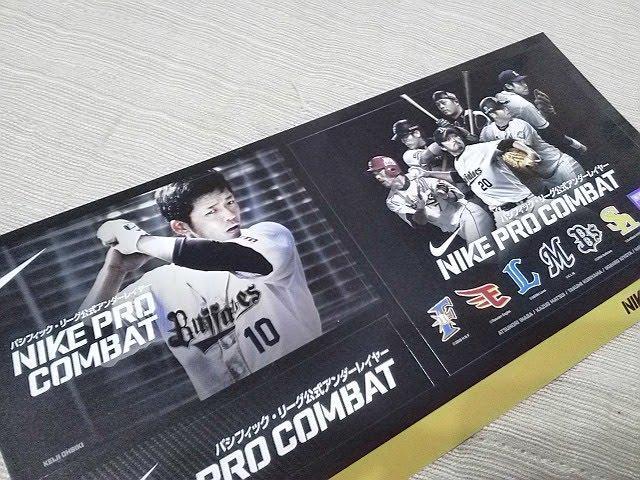 パシフィック・リーグ公式アンダーレイヤー
NIKE PRO
COMBAT
Buffaloes
10
KEIJI OHBIKI
パシフィック・リーグ公式アンダーレイヤー
PRO COMBAT
20
パシフィック・リーグ公式アンダーレイヤー
NIKE PRO COMBAT
F
E
L
M
Bs
NIK